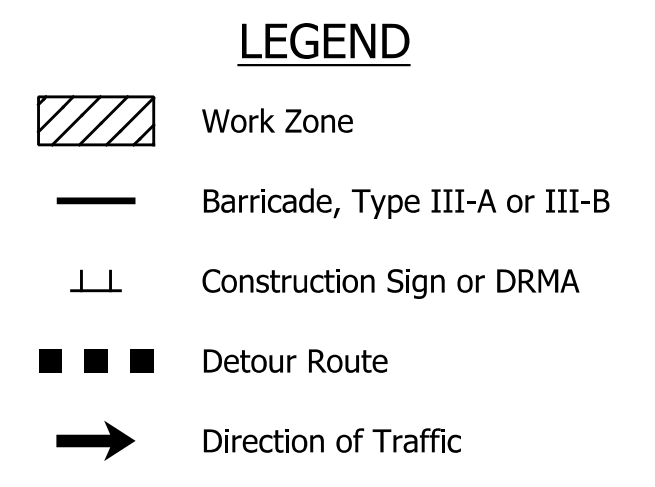 LEGEND
Work Zone
Barricade, Type III-A or III-B
Construction Sign or DRMA
Detour Route
Direction of Traffic